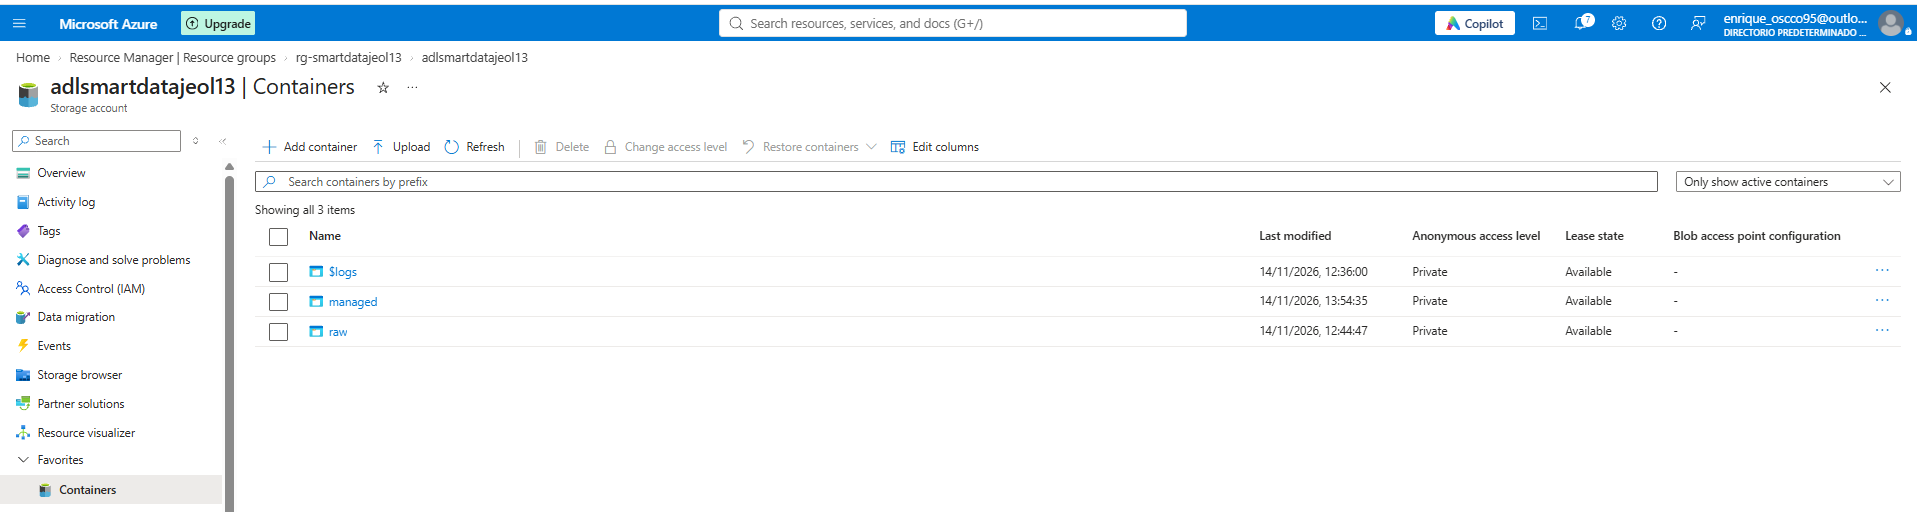 Microsoft Azure
Upgrade
Search resources, services, and docs (G+/)
Copilot
7
enrique_oscco95@outlo...
DIRECTORIO PREDETERMINADO ...
Home > Resource Manager | Resource groups > rg-smartdatajeol13 > adlsmartdatajeol13
adlsmartdatajeol13 | Containers
Storage account
Search
Add container
Upload
Refresh
Delete
Change access level
Restore containers
Edit columns
Search containers by prefix
Only show active containers
Showing all 3 items
Name Last modified Anonymous access level Lease state Blob access point configuration
$logs 14/11/2026, 12:36:00 Private Available -
managed 14/11/2026, 13:54:35 Private Available -
raw 14/11/2026, 12:44:47 Private Available -
Overview
Activity log
Tags
Diagnose and solve problems
Access Control (IAM)
Data migration
Events
Storage browser
Partner solutions
Resource visualizer
Favorites
Containers